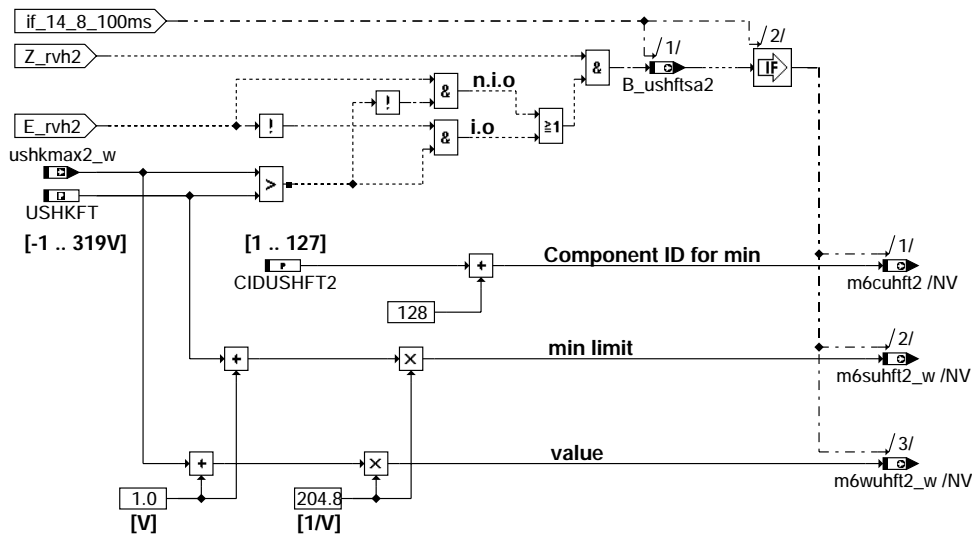 if_14_8_100ms
/1/
/2/
Z_rvh2
&
IF
B_ushftsa2
n.i.o
&
!
≥1
E_rvh2
!
i.o
&
ushkmax2_w
>
USHKFT
[-1 .. 319V]
[1 .. 127]
P
Component ID for min
/1/
CIDUSHFT2
+
m6cuhft2 /NV
128
/2/
min limit
+
×
m6suhft2_w /NV
/3/
value
+
×
m6wuhft2_w /NV
1.0
204.8
[V]
[1/V]